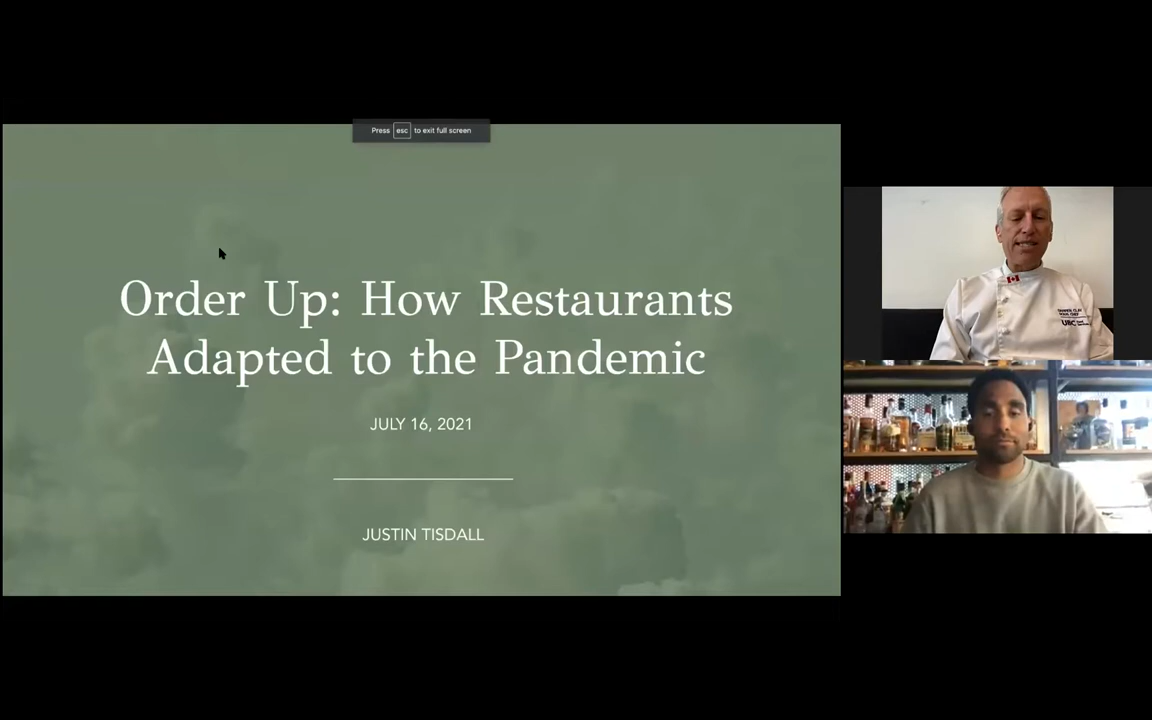 Press esc to exit full screen
Order Up: How Restaurants
Adapted to the Pandemic
JULY 16, 2021
JUSTIN TISDALL
UBC